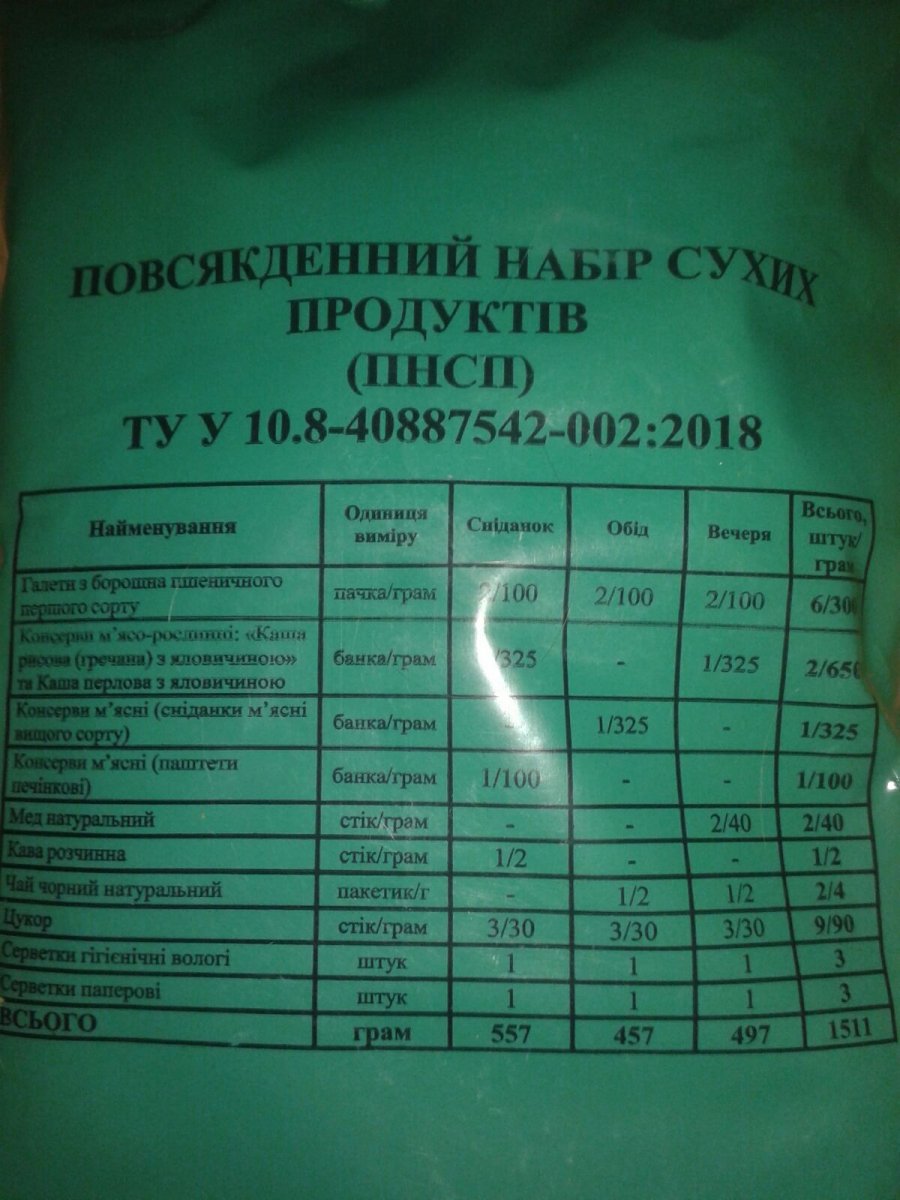 ПОВСЯКДЕННИЙ НАБІР СУХИХ
ПРОДУКТІВ
(ПНСП)
ТУ У 10.8-40887542-002:2018
Найменування Одиниця виміру Сніданок Обід Вечеря Всього, штук/ грам
Галети з борошна пшеничного першого сорту пачка/грам 2/100 2/100 2/100 6/300
Консерви м’ясо-рослинні: «Каша рисова (гречана) з яловичиною» та Каша перлова з яловичиною банка/грам /325 - 1/325 2/650
Консерви м’ясні (сніданки м’ясні вищого сорту) банка/грам - 1/325 - 1/325
Консерви м’ясні (паштети печінкові) банка/грам 1/100 - - 1/100
Мед натуральний стік/грам - - 2/40 2/40
Кава розчинна стік/грам 1/2 - - 1/2
Чай чорний натуральний пакетик/г - 1/2 1/2 2/4
Цукор стік/грам 3/30 3/30 3/30 9/90
Серветки гігієнічні вологі штук 1 1 1 3
Серветки паперові штук 1 1 1 3
ВСЬОГО грам 557 457 497 1511